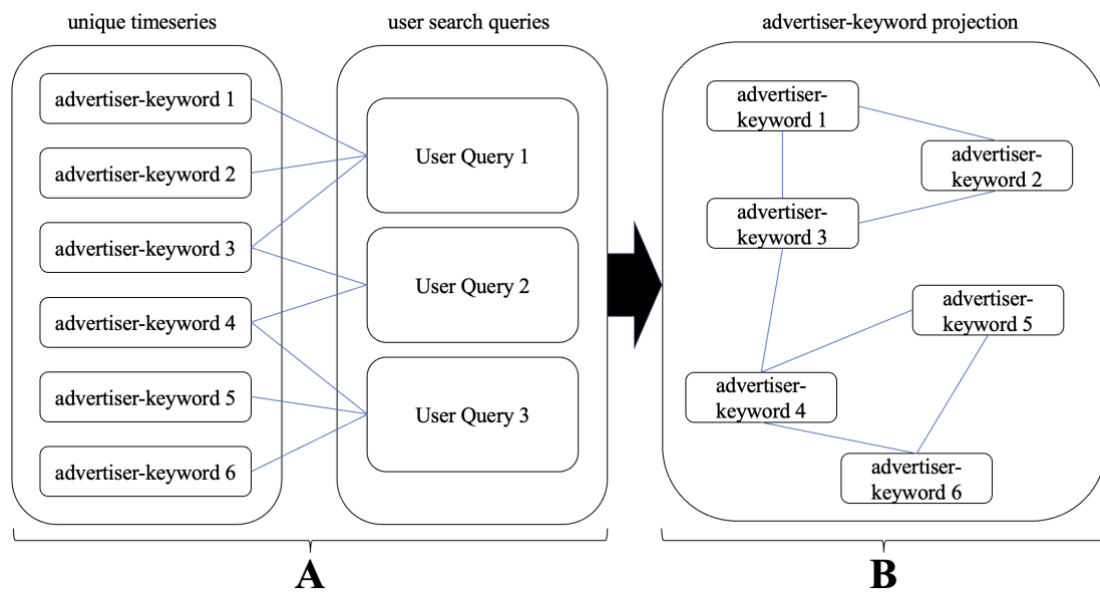 unique timeseries
user search queries
advertiser-keyword projection
advertiser-keyword 1
advertiser-keyword 2
advertiser-keyword 3
advertiser-keyword 4
advertiser-keyword 5
advertiser-keyword 6
User Query 1
User Query 2
User Query 3
advertiser-
keyword 1
advertiser-
keyword 2
advertiser-
keyword 3
advertiser-
keyword 5
advertiser-
keyword 4
advertiser-
keyword 6
A
B